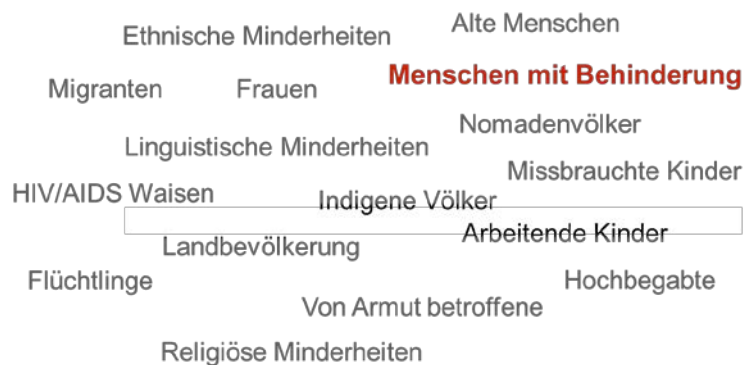 Alte Menschen
Ethnische Minderheiten
Menschen mit Behinderung
Migranten
Frauen
Nomadenvölker
Linguistische Minderheiten
Missbrauchte Kinder
HIV/AIDS Waisen
Indigene Völker
Arbeitende Kinder
Landbevölkerung
Flüchtlinge
Hochbegabte
Von Armut betroffene
Religiöse Minderheiten